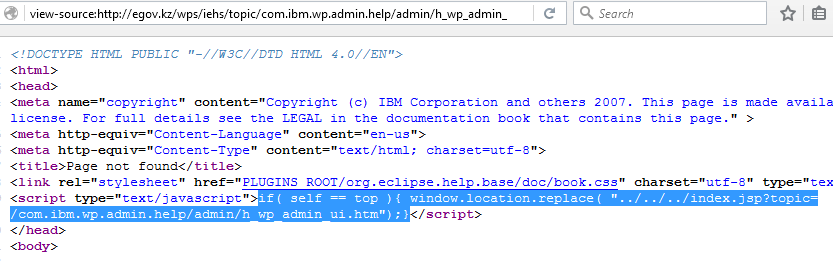 view-source:http://egov.kz/wps/iehs/topic/com.ibm.wp.admin.help/admin/h_wp_admin_
Search
<!DOCTYPE HTML PUBLIC "-//W3C//DTD HTML 4.0//EN">
<html>
<head>
<meta name="copyright" content="Copyright (c) IBM Corporation and others 2007. This page is made availa
license. For full details see the LEGAL in the documentation book that contains this page." >
<meta http-equiv="Content-Language" content="en-us">
<meta http-equiv="Content-Type" content="text/html; charset=utf-8">
<title>Page not found</title>
<link rel="stylesheet" href="PLUGINS_ROOT/org.eclipse.help.base/doc/book.css" charset="utf-8" type="tex
<script type="text/javascript">if( self == top ){ window.location.replace( "../../../index.jsp?topic=
/com.ibm.wp.admin.help/admin/h_wp_admin_ui.htm");}</script>
</head>
<body>